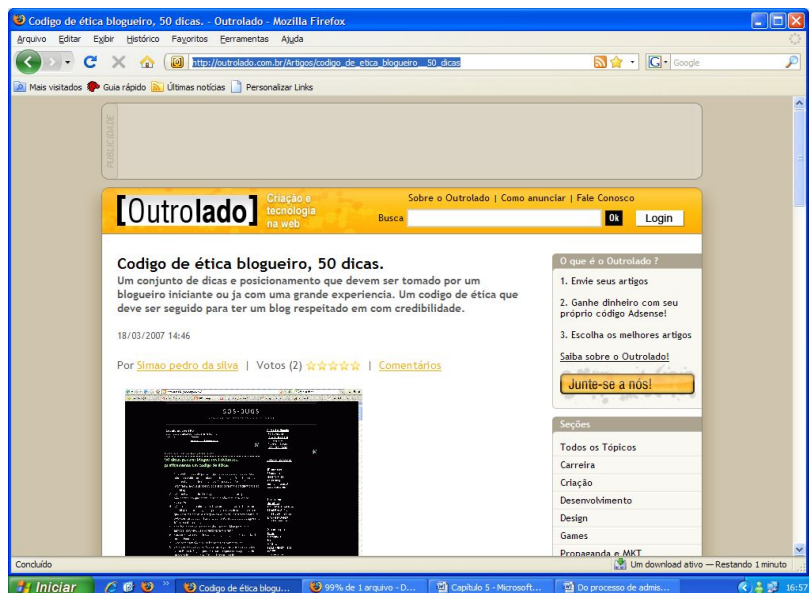 Codigo de ética blogueiro, 50 dicas. - Outrolado - Mozilla Firefox
Arquivo Editar Exibir Histórico Favoritos Ferramentas Ajuda
http://outrolado.com.br/Artigos/codigo_de_etica_blogueiro__50_dicas
Google
Mais visitados Guia rápido Últimas notícias Personalizar Links
PUBLICIDADE
[Outrolado]
Criação e
tecnologia
na web
Sobre o Outrolado | Como anunciar | Fale Conosco
Busca Ok Login
Codigo de ética blogueiro, 50 dicas.
Um conjunto de dicas e posicionamento que devem ser tomado por um
blogueiro iniciante ou ja com uma grande experiencia. Um codigo de ética que
deve ser seguido para ter um blog respeitado em com credibilidade.
18/03/2007 14:46
Por Simao pedro da silva | Votos (2) | Comentários
SOS-BUGS
O que é o Outrolado ?
1. Envie seus artigos
2. Ganhe dinheiro com seu
próprio código Adsense!
3. Escolha os melhores artigos
Saiba sobre o Outrolado!
Junte-se a nós!
Seções
Todos os Tópicos
Carreira
Criação
Desenvolvimento
Design
Games
Propaganda e MKT
Concluído
Um download ativo — Restando 1 minuto
Iniciar
Codigo de ética blogu...
99% de 1 arquivo - D...
Capítulo 5 - Microsoft...
Do processo de admis...
16:57